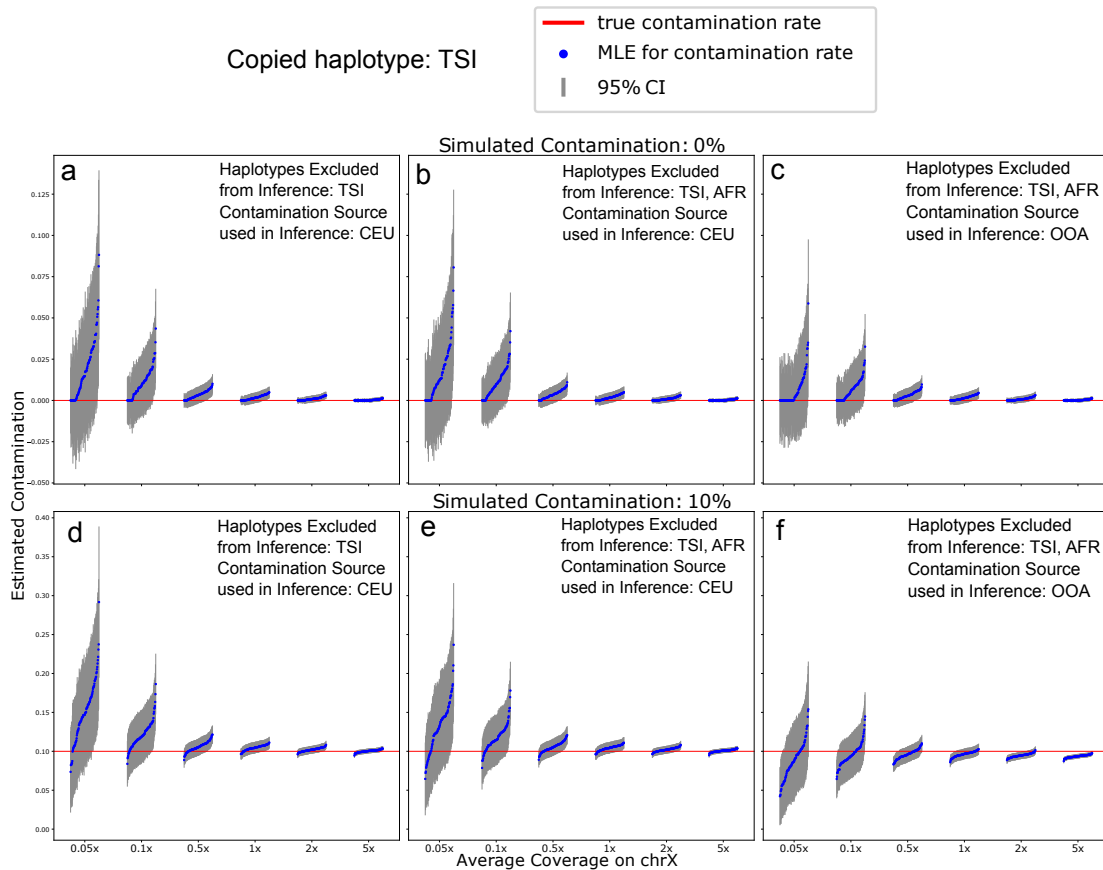 Copied haplotype: TSI
true contamination rate
MLE for contamination rate
95% CI
Simulated Contamination: 0%
a
Haplotypes Excluded
from Inference: TSI
Contamination Source
used in Inference: CEU
b
Haplotypes Excluded
from Inference: TSI, AFR
Contamination Source
used in Inference: CEU
c
Haplotypes Excluded
from Inference: TSI, AFR
Contamination Source
used in Inference: OOA
0.125
0.100
0.075
0.050
0.025
0.000
−0.025
−0.050
Estimated Contamination
Simulated Contamination: 10%
d
Haplotypes Excluded
from Inference: TSI
Contamination Source
used in Inference: CEU
e
Haplotypes Excluded
from Inference: TSI, AFR
Contamination Source
used in Inference: CEU
f
Haplotypes Excluded
from Inference: TSI, AFR
Contamination Source
used in Inference: OOA
0.40
0.35
0.30
0.25
0.20
0.15
0.10
0.05
0.00
0.05x 0.1x 0.5x 1x 2x 5x
0.05x 0.1x 0.5x 1x 2x 5x
0.05x 0.1x 0.5x 1x 2x 5x
Average Coverage on chrX